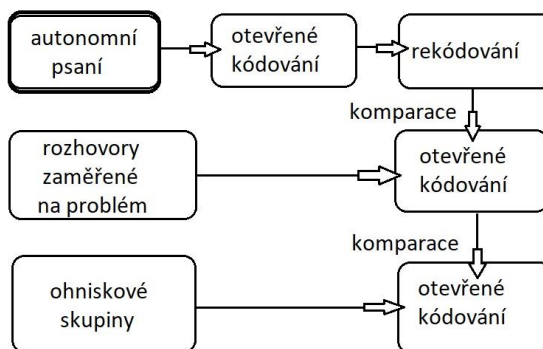 autonomní
psaní
otevřené
kódování
rekódování
komparace
rozhovory
zaměřené
na problém
otevřené
kódování
komparace
ohniskové
skupiny
otevřené
kódování